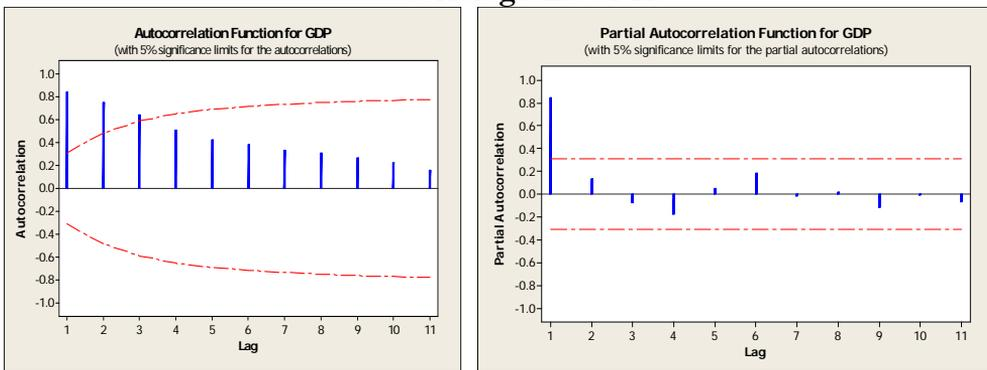 Autocorrelation Function for GDP
(with 5% significance limits for the autocorrelations)
1.0
0.8
0.6
0.4
0.2
0.0
-0.2
-0.4
-0.6
-0.8
-1.0
Autocorrelation
1 2 3 4 5 6 7 8 9 10 11
Lag
Partial Autocorrelation Function for GDP
(with 5% significance limits for the partial autocorrelations)
1.0
0.8
0.6
0.4
0.2
0.0
-0.2
-0.4
-0.6
-0.8
-1.0
Partial Autocorrelation
1 2 3 4 5 6 7 8 9 10 11
Lag